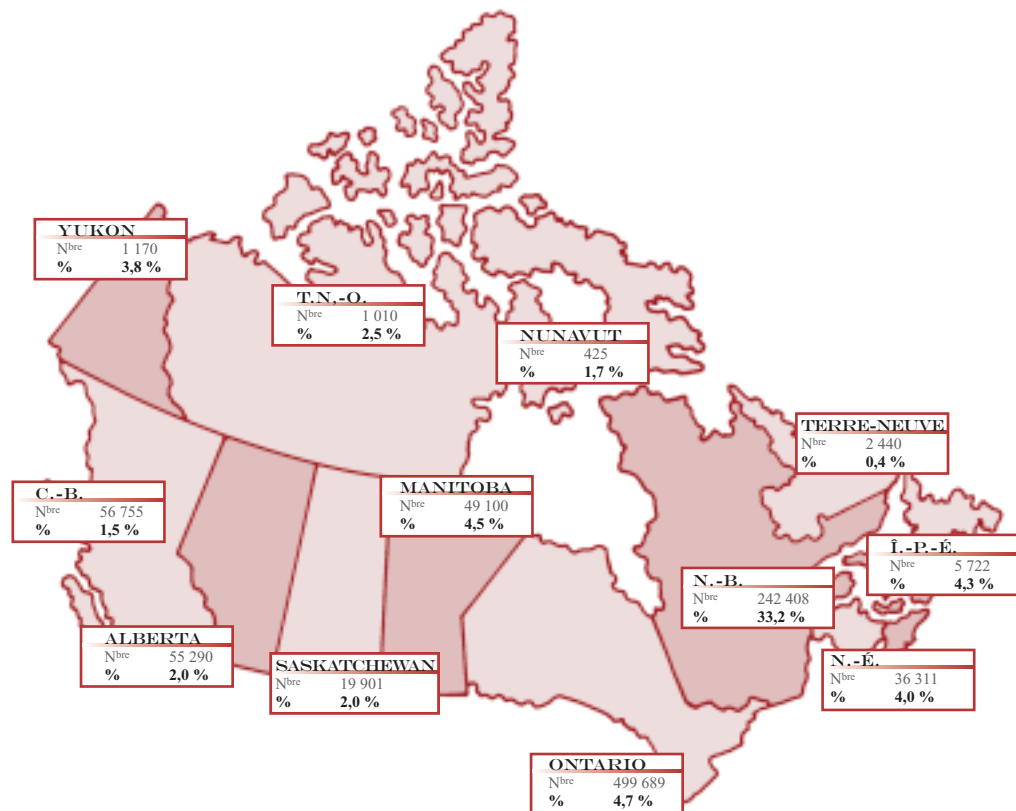 YUKON
Nbre 1 170
% 3,8 %
T.N.-O.
Nbre 1 010
% 2,5 %
NUNAVUT
Nbre 425
% 1,7 %
TERRE-NEUVE
Nbre 2 440
% 0,4 %
C.-B.
Nbre 56 755
% 1,5 %
MANITOBA
Nbre 49 100
% 4,5 %
Î.-P.-É.
Nbre 5 722
% 4,3 %
N.-B.
Nbre 242 408
% 33,2 %
ALBERTA
Nbre 55 290
% 2,0 %
SASKATCHEWAN
Nbre 19 901
% 2,0 %
N.-É.
Nbre 36 311
% 4,0 %
ONTARIO
Nbre 499 689
% 4,7 %